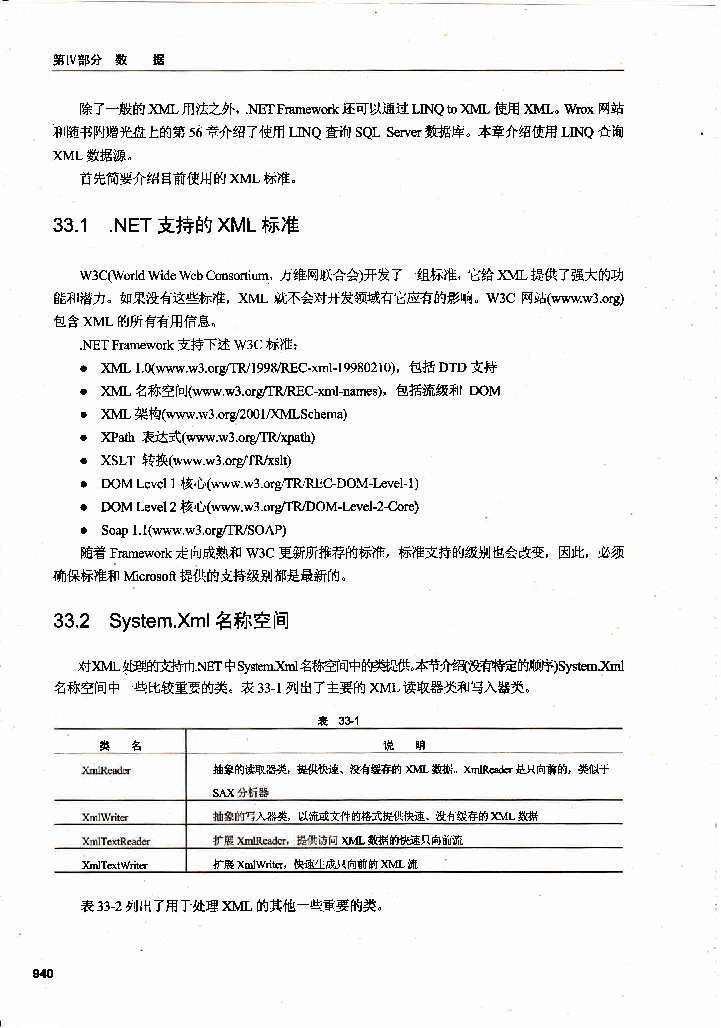 第IV部分 数 据
除了一般的 XML 用法之外，.NET Framework 还可以通过 LINQ to XML 使用 XML。Wrox 网站
和随书附赠光盘上的第 56 章介绍了使用 LINQ 查询 SQL Server 数据库。本章介绍使用 LINQ 查询
XML 数据源。
首先简要介绍目前使用的 XML 标准。
33.1 .NET 支持的 XML 标准
W3C(World Wide Web Consortium，万维网联合会)开发了一组标准，它给 XML 提供了强大的功
能和潜力。如果没有这些标准，XML 就不会对开发领域有它应有的影响。W3C 网站(www.w3.org)
包含 XML 的所有有用信息。
.NET Framework 支持下述 W3C 标准：
● XML 1.0(www.w3.org/TR/1998/REC-xml-19980210)，包括 DTD 支持
● XML 名称空间(www.w3.org/TR/REC-xml-names)，包括流级和 DOM
● XML 架构(www.w3.org/2001/XMLSchema)
● XPath 表达式(www.w3.org/TR/xpath)
● XSLT 转换(www.w3.org/TR/xslt)
● DOM Level 1 核心(www.w3.org/TR/REC-DOM-Level-1)
● DOM Level 2 核心(www.w3.org/TR/DOM-Level-2-Core)
● Soap 1.1(www.w3.org/TR/SOAP)
随着 Framework 走向成熟和 W3C 更新所推荐的标准，标准支持的级别也会改变，因此，必须
确保标准和 Microsoft 提供的支持级别都是最新的。
33.2 System.Xml 名称空间
对 XML 处理的支持由.NET 中 System.Xml 名称空间中的类提供。本节介绍(没有特定的顺序)System.Xml
名称空间中一些比较重要的类。表 33-1 列出了主要的 XML 读取器类和写入器类。
表 33-1
类 名 说 明
XmlReader 抽象的读取器类，提供快速、没有缓存的 XML 数据。XmlReader 是只向前的，类似于
SAX 分析器
XmlWriter 抽象的写入器类，以流或文件的格式提供快速、没有缓存的 XML 数据
XmlTextReader 扩展 XmlReader，提供访问 XML 数据的快速只向前流
XmlTextWriter 扩展 XmlWriter，快速生成只向前的 XML 流
表 33-2 列出了用于处理 XML 的其他一些重要的类。
940